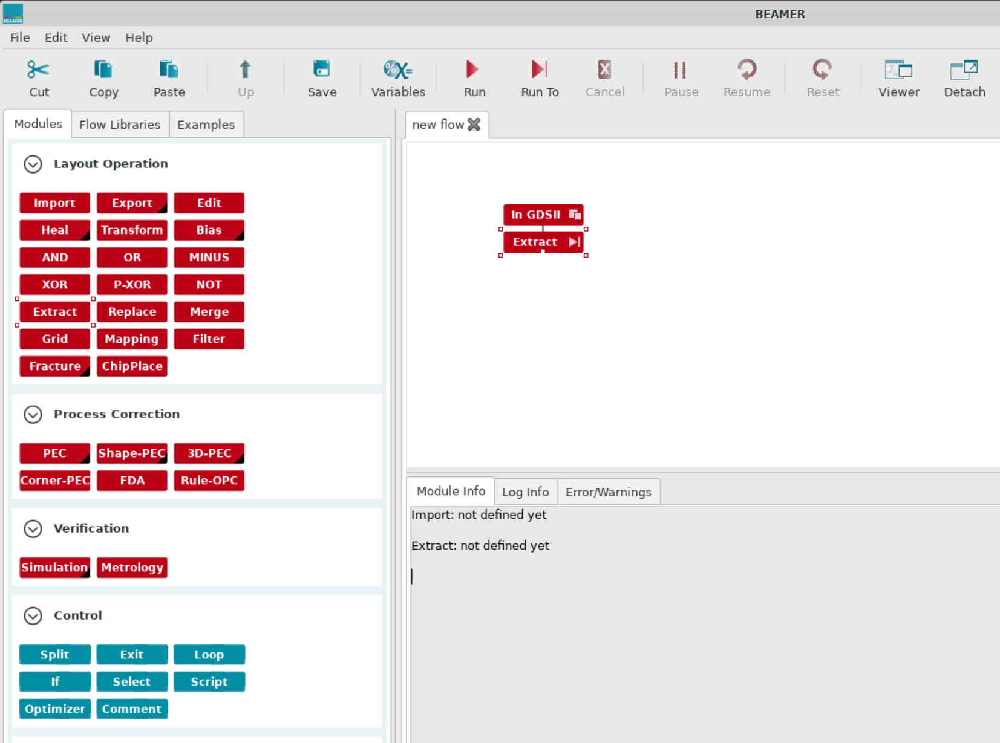 BEAMER
BEAMER
File Edit View Help
Cut Copy Paste Up Save Variables Run Run To Cancel Pause Resume Reset Viewer Detach
Modules Flow Libraries Examples
new flow
Layout Operation
Import Export Edit
Heal Transform Bias
AND OR MINUS
XOR P-XOR NOT
Extract Replace Merge
Grid Mapping Filter
Fracture ChipPlace
Process Correction
PEC Shape-PEC 3D-PEC
Corner-PEC FDA Rule-OPC
Verification
Simulation Metrology
Control
Split Exit Loop
If Select Script
Optimizer Comment
In GDSII
Extract
Module Info Log Info Error/Warnings
Import: not defined yet
Extract: not defined yet